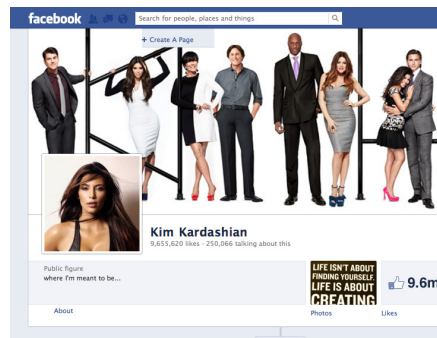 facebook
Search for people, places and things
+ Create A Page
Kim Kardashian
9,655,620 likes · 250,066 talking about this
Public figure
where I'm meant to be...
LIFE ISN'T ABOUT
FINDING YOURSELF.
LIFE IS ABOUT
CREATING
9.6m
About
Photos
Likes